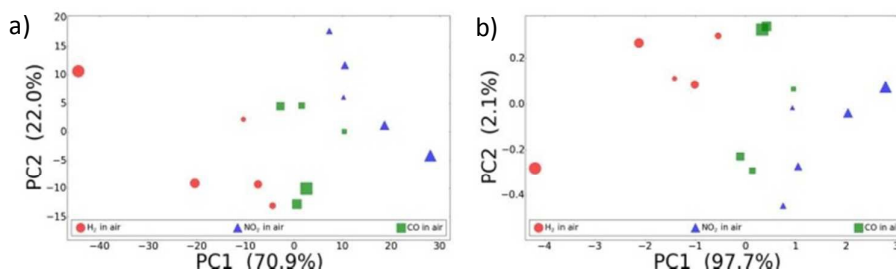 a)
20
15
10
5
0
−5
−10
−15
PC2 (22.0%)
H₂ in air NO₂ in air CO in air
−40 −30 −20 −10 0 10 20 30
PC1 (70.9%)
b)
0.2
0.0
−0.2
−0.4
PC2 (2.1%)
H₂ in air NO₂ in air CO in air
−4 −3 −2 −1 0 1 2 3
PC1 (97.7%)